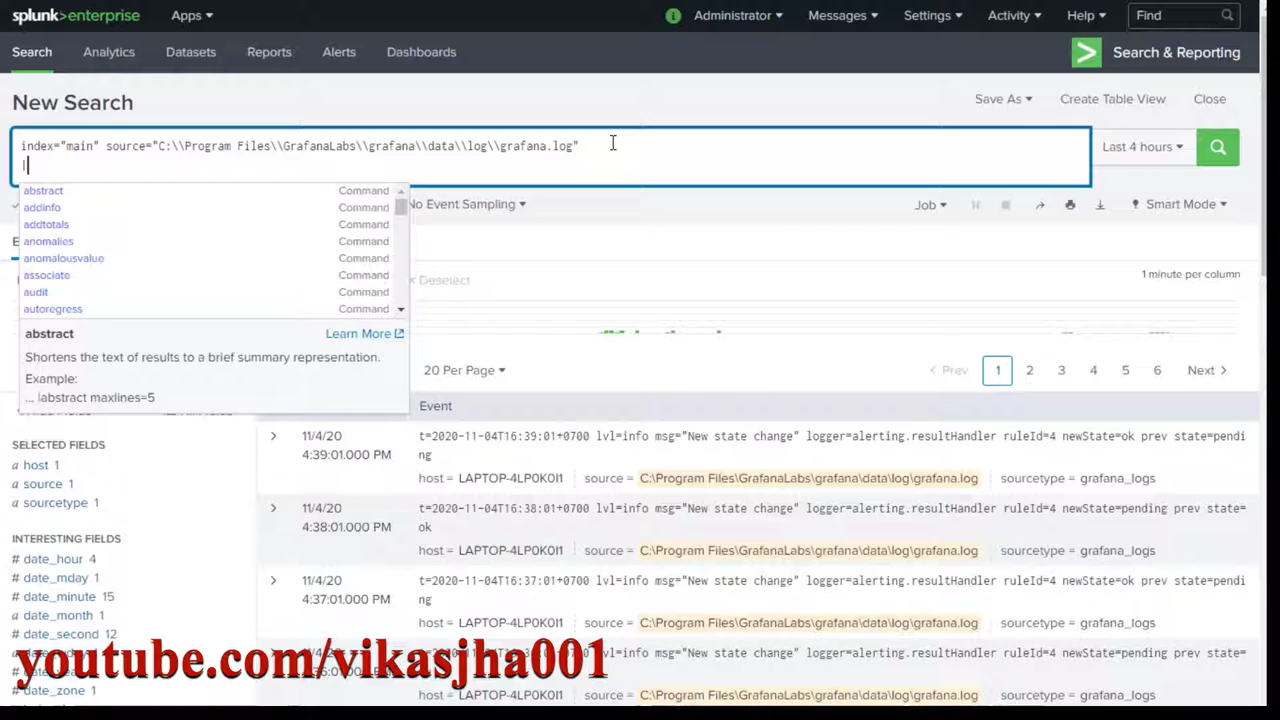 splunk>enterprise Apps Administrator Messages Settings Activity Help Find
Search Analytics Datasets Reports Alerts Dashboards Search & Reporting
New Search Save As Create Table View Close
index="main" source="C:\\Program Files\\GrafanaLabs\\grafana\\data\\log\\grafana.log" Last 4 hours
|
abstract Command
addinfo Command No Event Sampling Job Smart Mode
addtotals Command
anomalies Command
anomalousvalue Command
associate Command Deselect 1 minute per column
audit Command
autoregress Command
abstract Learn More
Shortens the text of results to a brief summary representation.
Example: 20 Per Page < Prev 1 2 3 4 5 6 Next >
... |abstract maxlines=5
Event
SELECTED FIELDS
a host 1
a source 1
a sourcetype 1
INTERESTING FIELDS
# date_hour 4
# date_mday 1
# date_minute 15
a date_month 1
# date_second 12
# date_zone 1
11/4/20
4:39:01.000 PM
t=2020-11-04T16:39:01+0700 lvl=info msg="New state change" logger=alerting.resultHandler ruleId=4 newState=ok prev state=pendi
ng
host = LAPTOP-4LP0K0I1 source = C:\Program Files\GrafanaLabs\grafana\data\log\grafana.log sourcetype = grafana_logs
11/4/20
4:38:01.000 PM
t=2020-11-04T16:38:01+0700 lvl=info msg="New state change" logger=alerting.resultHandler ruleId=4 newState=pending prev state=
ok
host = LAPTOP-4LP0K0I1 source = C:\Program Files\GrafanaLabs\grafana\data\log\grafana.log sourcetype = grafana_logs
11/4/20
4:37:01.000 PM
t=2020-11-04T16:37:01+0700 lvl=info msg="New state change" logger=alerting.resultHandler ruleId=4 newState=ok prev state=pendi
ng
host = LAPTOP-4LP0K0I1 source = C:\Program Files\GrafanaLabs\grafana\data\log\grafana.log sourcetype = grafana_logs
lvl=info msg="New state change" logger=alerting.resultHandler ruleId=4 newState=pending prev state=
host = LAPTOP-4LP0K0I1 source = C:\Program Files\GrafanaLabs\grafana\data\log\grafana.log sourcetype = grafana_logs
youtube.com/vikasjha001